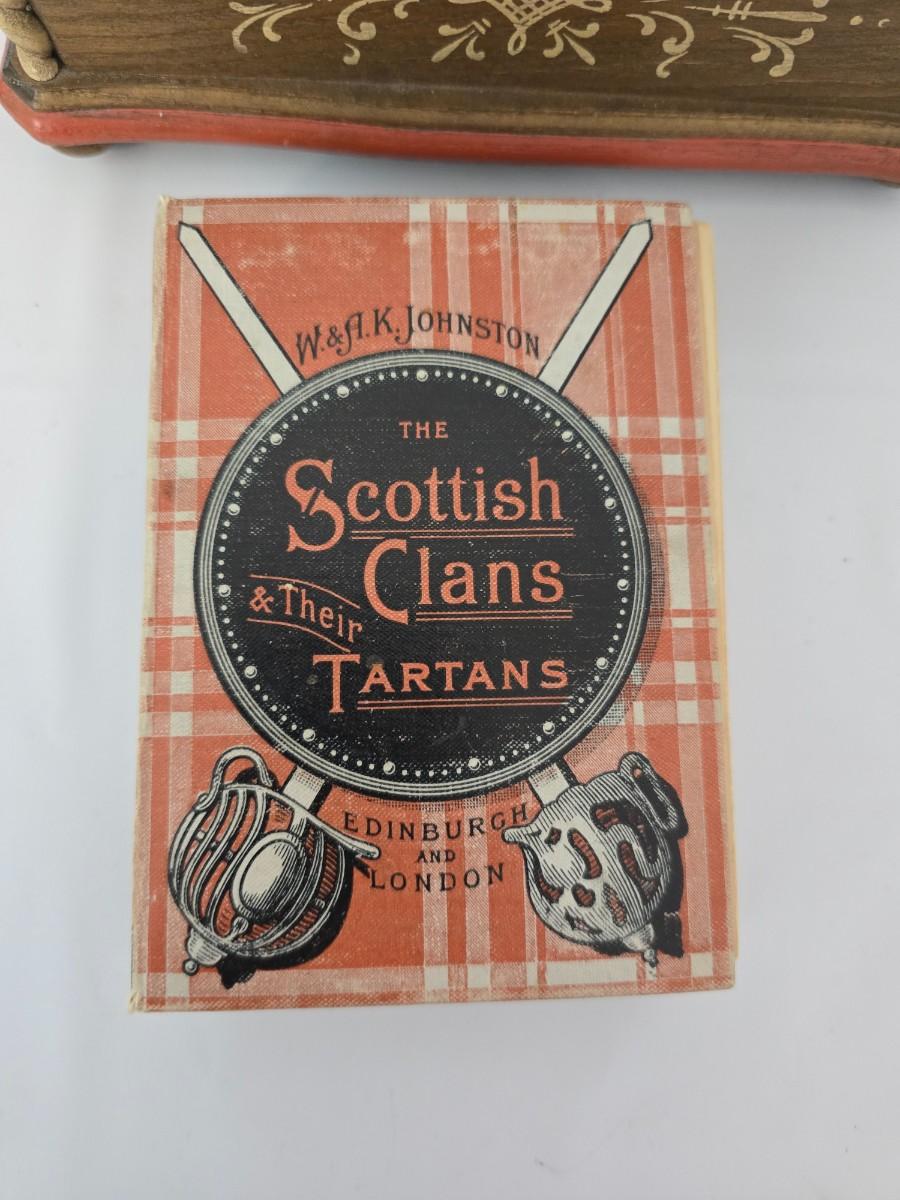 W. & A. K. JOHNSTON
THE
Scottish
Clans
& Their
TARTANS
EDINBURGH
AND
LONDON